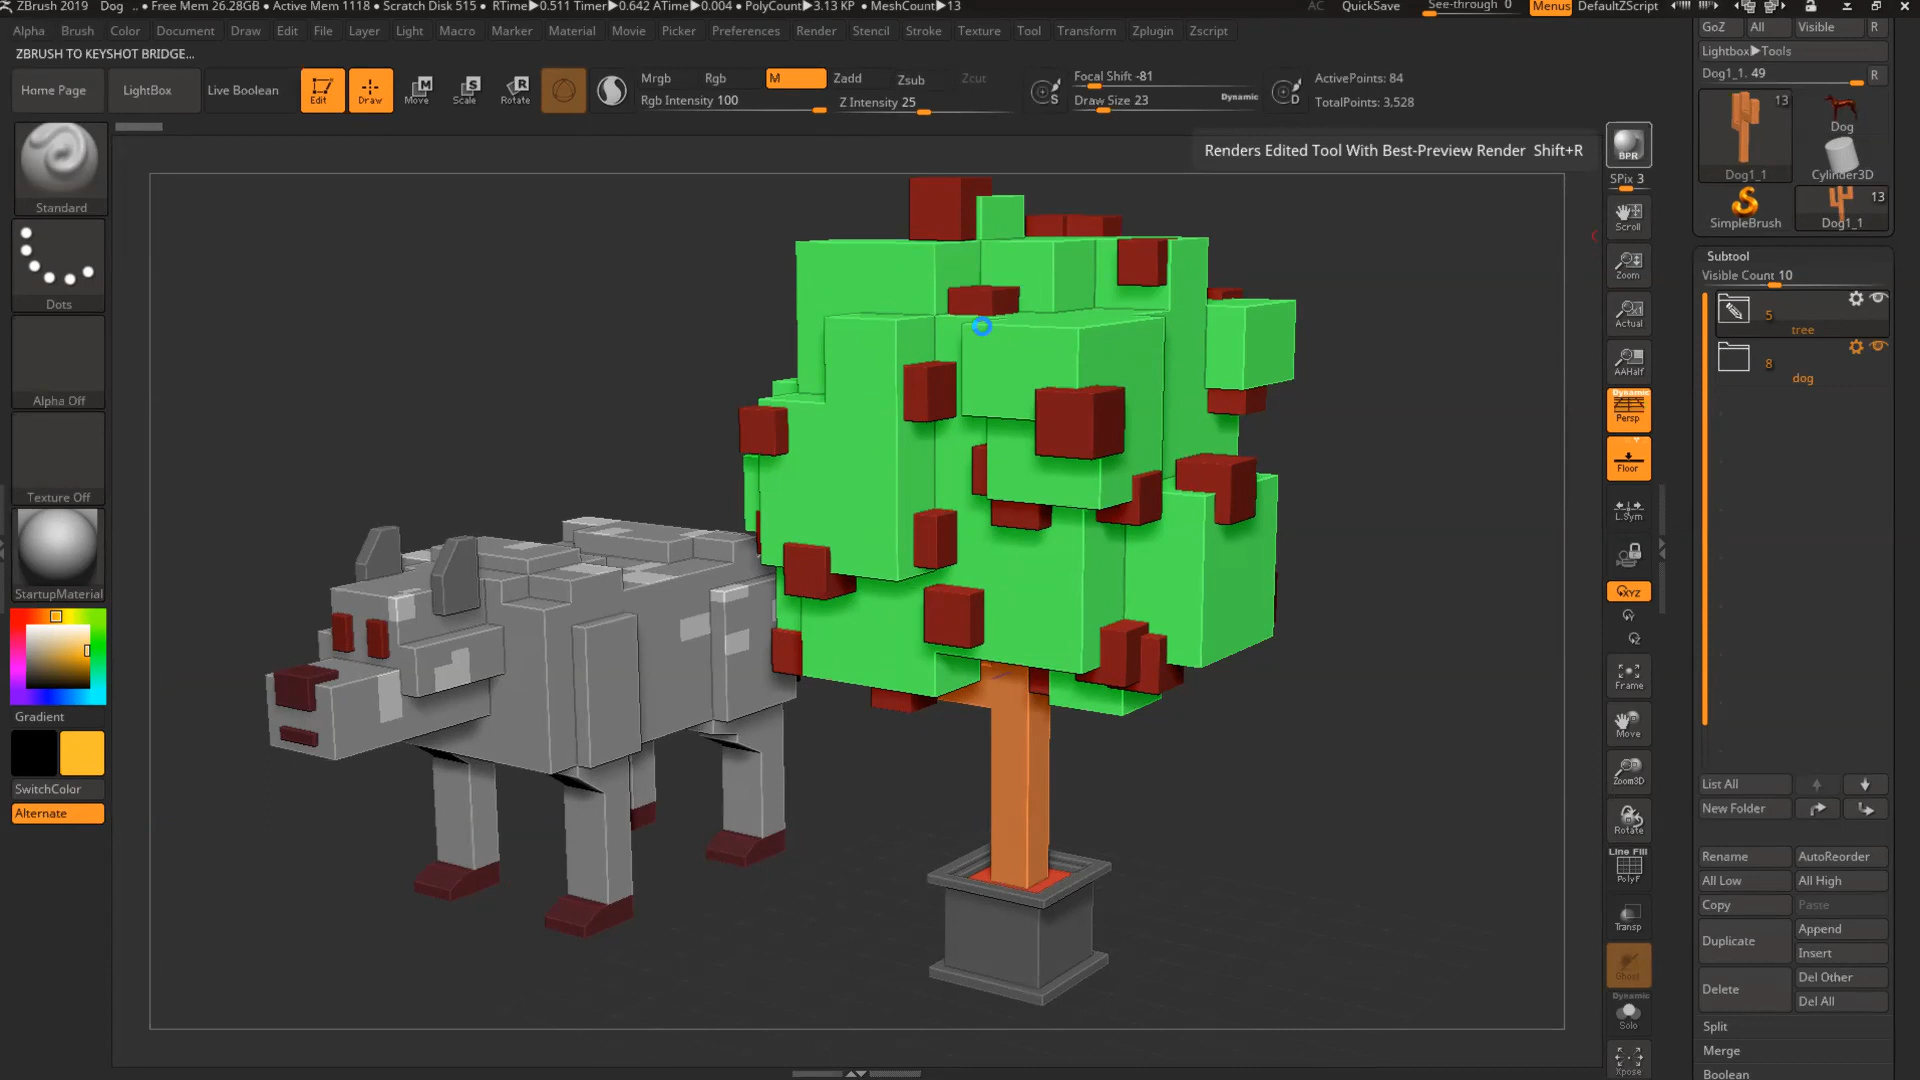 ZBrush 2019 Dog .. ● Free Mem 26.28GB ● Active Mem 1118 ● Scratch Disk 515 ● RTime▶0.511 Timer▶0.642 ATime▶0.004 ● PolyCount▶3.13 KP ● MeshCount▶13
AC QuickSave See-through 0 Menus DefaultZScript
Alpha Brush Color Document Draw Edit File Layer Light Macro Marker Material Movie Picker Preferences Render Stencil Stroke Texture Tool Transform Zplugin Zscript
ZBRUSH TO KEYSHOT BRIDGE...
Home Page LightBox Live Boolean Edit Draw Move Scale Rotate
Mrgb Rgb M Zadd Zsub Zcut
Rgb Intensity 100 Z Intensity 25
S Focal Shift -81
Draw Size 23 Dynamic
D ActivePoints: 84
TotalPoints: 3,528
Standard
Dots
Alpha Off
Texture Off
StartupMaterial
Gradient
SwitchColor
Alternate
Renders Edited Tool With Best-Preview Render Shift+R
BPR
SPix 3
Scroll
Zoom
Actual
AAHalf
Dynamic
Persp
Floor
L.Sym
XYZ
Frame
Move
Zoom3D
Rotate
Line Fill
PolyF
Transp
Ghost
Dynamic
Solo
Xpose
GoZ All Visible R
Lightbox▶Tools
Dog1_1. 49 R
13
Dog1_1
Dog
Cylinder3D
SimpleBrush
13
Dog1_1
Subtool
Visible Count 10
5
tree
8
dog
List All
New Folder
Rename AutoReorder
All Low All High
Copy Paste
Duplicate Append
Insert
Delete Del Other
Del All
Split
Merge
Boolean